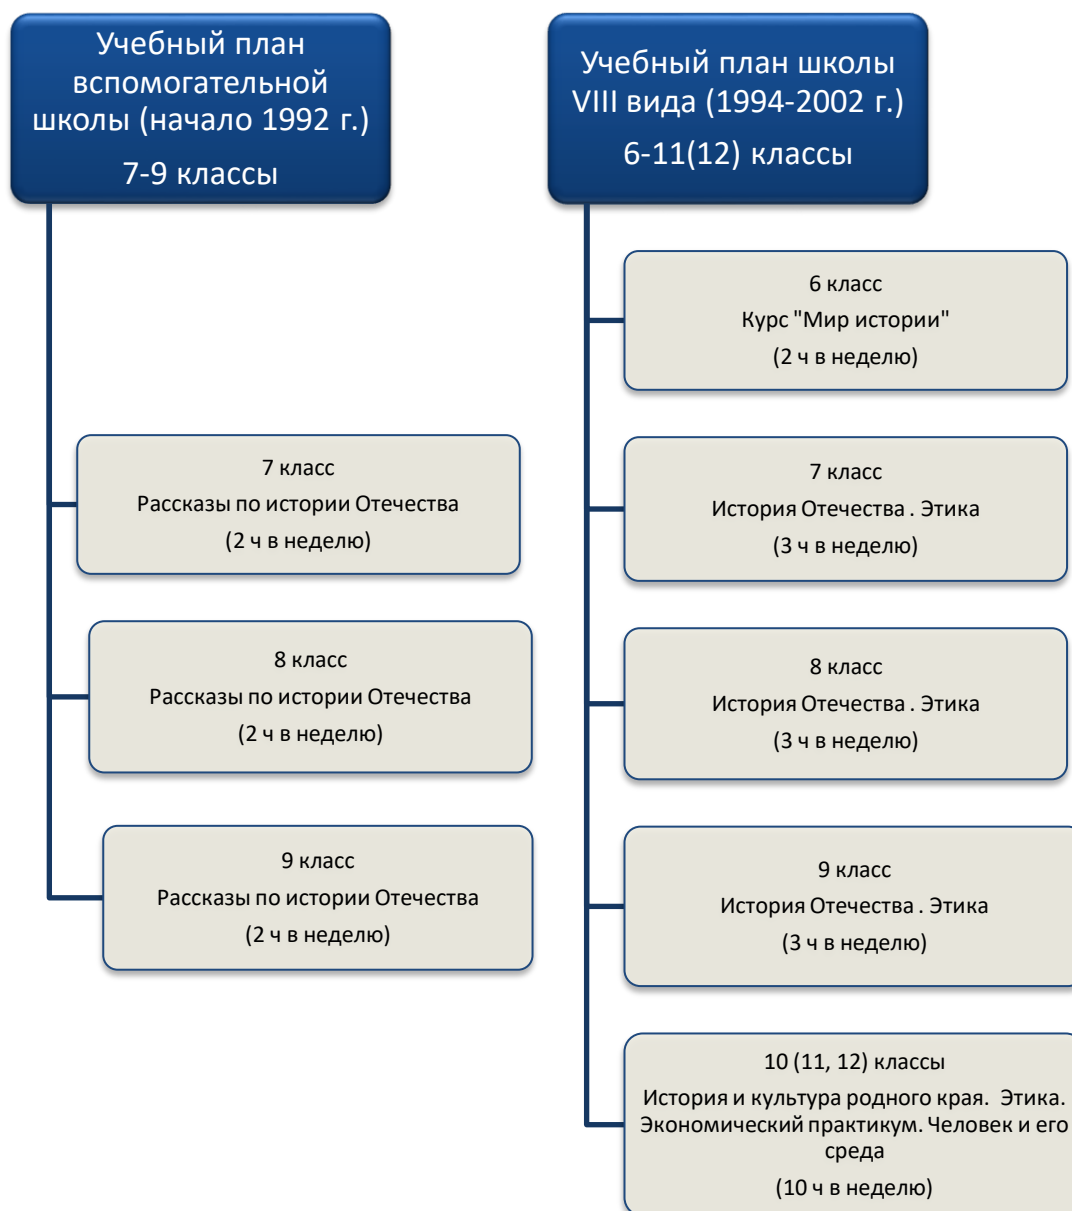 Учебный план
вспомогательной
школы (начало 1992 г.)
7-9 классы
7 класс
Рассказы по истории Отечества
(2 ч в неделю)
8 класс
Рассказы по истории Отечества
(2 ч в неделю)
9 класс
Рассказы по истории Отечества
(2 ч в неделю)
Учебный план школы
VIII вида (1994-2002 г.)
6-11(12) классы
6 класс
Курс "Мир истории"
(2 ч в неделю)
7 класс
История Отечества . Этика
(3 ч в неделю)
8 класс
История Отечества . Этика
(3 ч в неделю)
9 класс
История Отечества . Этика
(3 ч в неделю)
10 (11, 12) классы
История и культура родного края. Этика.
Экономический практикум. Человек и его
среда
(10 ч в неделю)